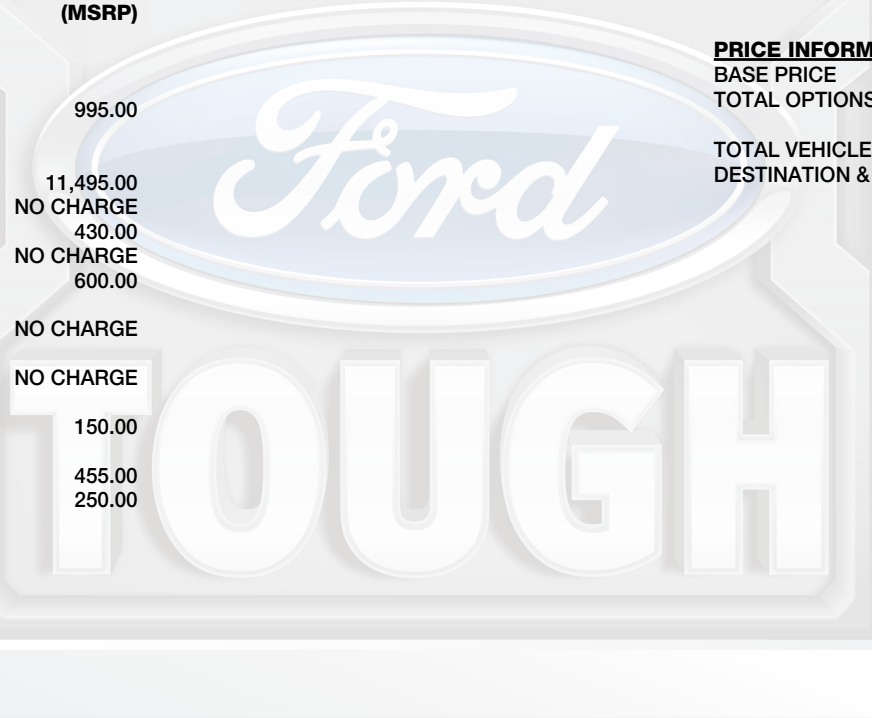 (MSRP)
995.00
11,495.00
NO CHARGE
430.00
NO CHARGE
600.00
NO CHARGE
NO CHARGE
150.00
455.00
250.00
PRICE INFORM
BASE PRICE
TOTAL OPTIONS
TOTAL VEHICLE
DESTINATION &
Ford
TOUGH